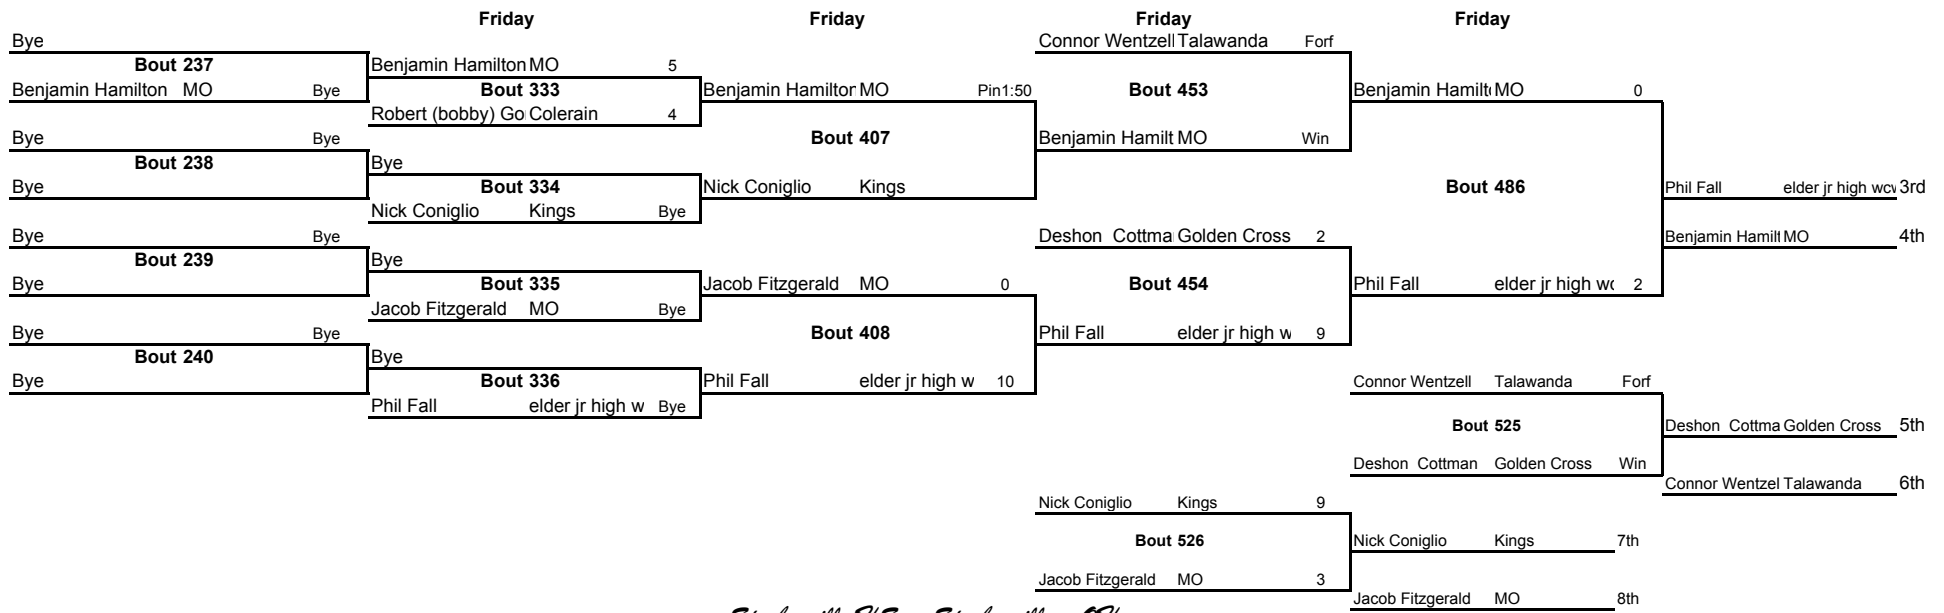 Friday Friday Friday Friday
Bye Connor Wentzell Talawanda Forf
Bout 237 Benjamin Hamilton MO 5
Benjamin Hamilton MO Bye Bout 333 Benjamin Hamilton MO Pin1:50 Bout 453 Benjamin Hamilt MO 0
Robert (bobby) Go Colerain 4
Bye Bye Bout 407 Benjamin Hamilt MO Win
Bout 238 Bye
Bye Bout 334 Nick Coniglio Kings Bout 486 Phil Fall elder jr high wcv 3rd
Nick Coniglio Kings Bye
Bye Bye Deshon Cottma Golden Cross 2 Benjamin Hamilt MO 4th
Bout 239 Bye
Bye Bout 335 Jacob Fitzgerald MO 0 Bout 454 Phil Fall elder jr high wc 2
Jacob Fitzgerald MO Bye
Bye Bye Bout 408 Phil Fall elder jr high w 9
Bout 240 Bye
Bye Bout 336 Phil Fall elder jr high w 10 Connor Wentzell Talawanda Forf
Phil Fall elder jr high w Bye
Bout 525 Deshon Cottma Golden Cross 5th
Deshon Cottman Golden Cross Win
Connor Wentzel Talawanda 6th
Nick Coniglio Kings 9
Bout 526 Nick Coniglio Kings 7th
Jacob Fitzgerald MO 3
Jacob Fitzgerald MO 8th